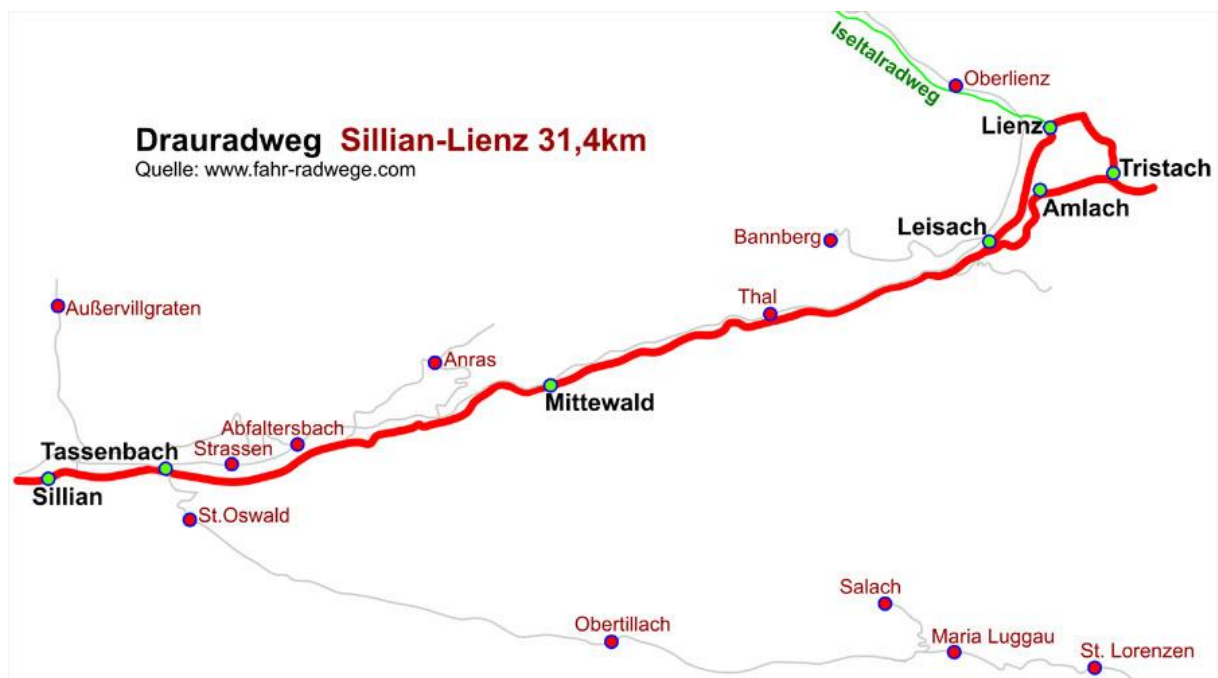 Iseltalradweg
Oberlienz
Lienz
Drauradweg Sillian-Lienz 31,4km
Quelle: www.fahr-radwege.com
Tristach
Amlach
Leisach
Bannberg
Thal
Außervillgraten
Anras
Mittewald
Abfaltersbach
Strassen
Tassenbach
Sillian
St.Oswald
Salach
Obertillach
Maria Luggau
St. Lorenzen